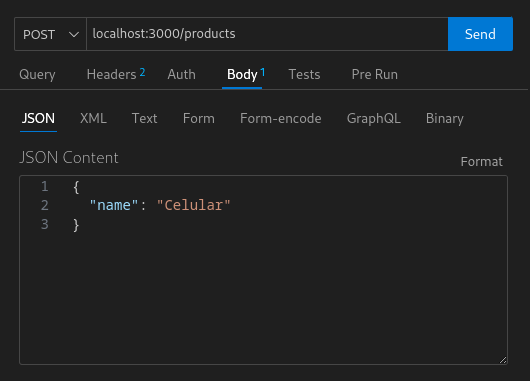 POST localhost:3000/products Send
Query Headers 2 Auth Body 1 Tests Pre Run
JSON XML Text Form Form-encode GraphQL Binary
JSON Content Format
1 {
2 "name": "Celular"
3 }